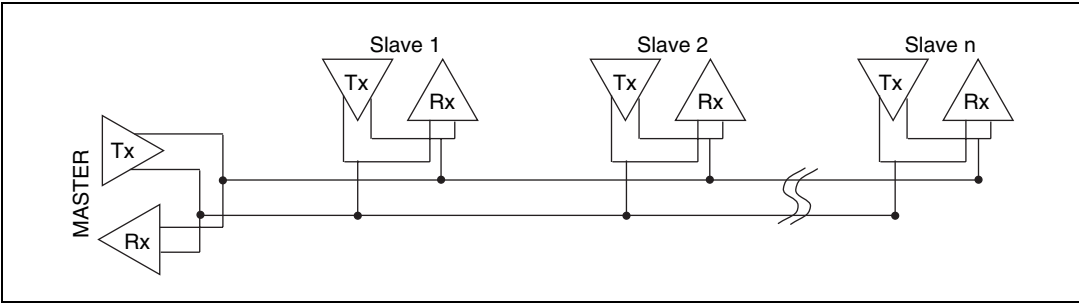 Slave 1
Slave 2
Slave n
Tx
Rx
Tx
Rx
Tx
Rx
MASTER
Tx
Rx